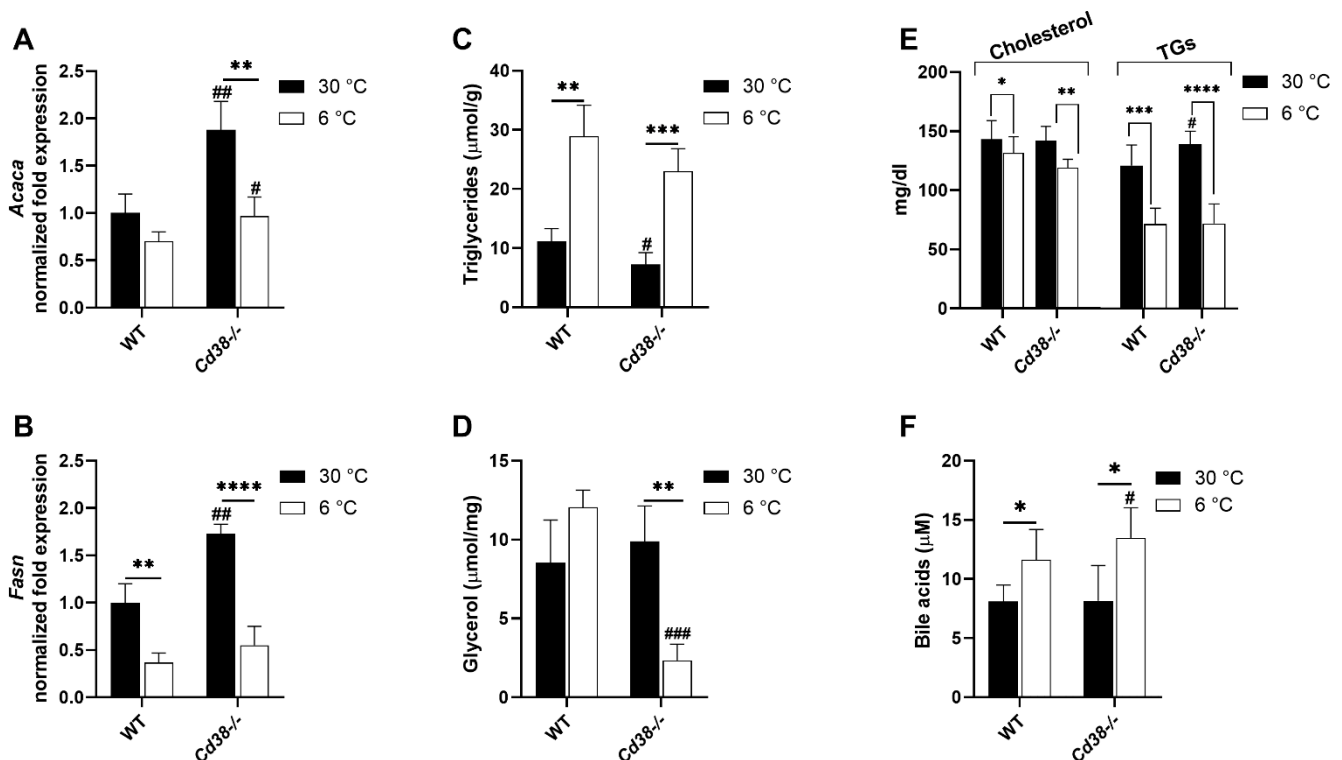 A
Acaca
normalized fold expression
2.5
2.0
1.5
1.0
0.5
0.0
##
**
#
30 °C
6 °C
WT
Cd38-/-
C
Triglycerides (μmol/g)
40
30
20
10
0
**
***
#
30 °C
6 °C
WT
Cd38-/-
E
Cholesterol
TGs
mg/dl
200
150
100
50
0
*
**
***
****
#
30 °C
6 °C
WT
Cd38-/-
WT
Cd38-/-
B
Fasn
normalized fold expression
2.5
2.0
1.5
1.0
0.5
0.0
**
****
##
30 °C
6 °C
WT
Cd38-/-
D
Glycerol (μmol/mg)
15
10
5
0
**
###
30 °C
6 °C
WT
Cd38-/-
F
Bile acids (μM)
20
15
10
5
0
*
*
#
30 °C
6 °C
WT
Cd38-/-